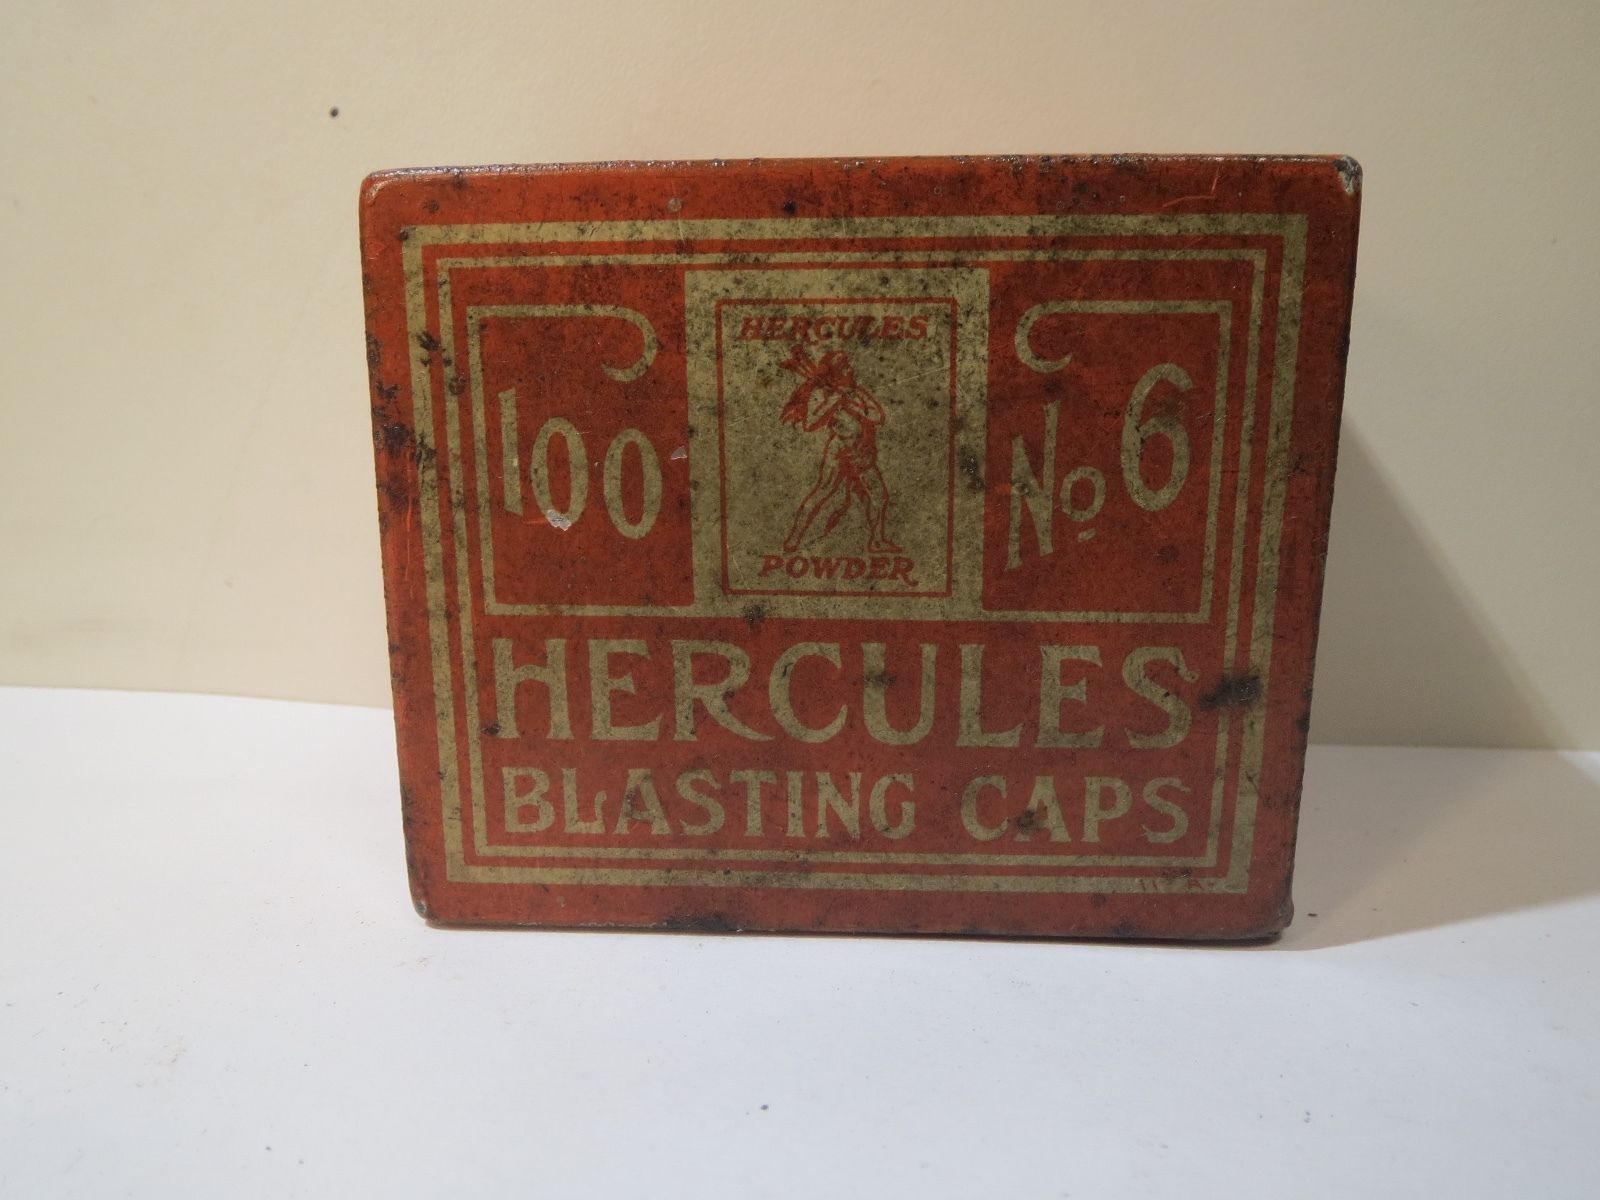 HERCULES
POWDER
100
No 6
HERCULES
BLASTING CAPS